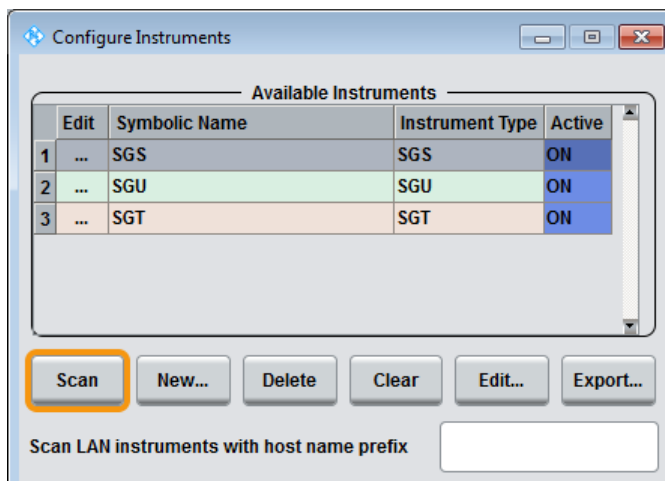 Configure Instruments
Available Instruments
Edit Symbolic Name Instrument Type Active
1 ... SGS SGS ON
2 ... SGU SGU ON
3 ... SGT SGT ON
Scan New... Delete Clear Edit... Export...
Scan LAN instruments with host name prefix